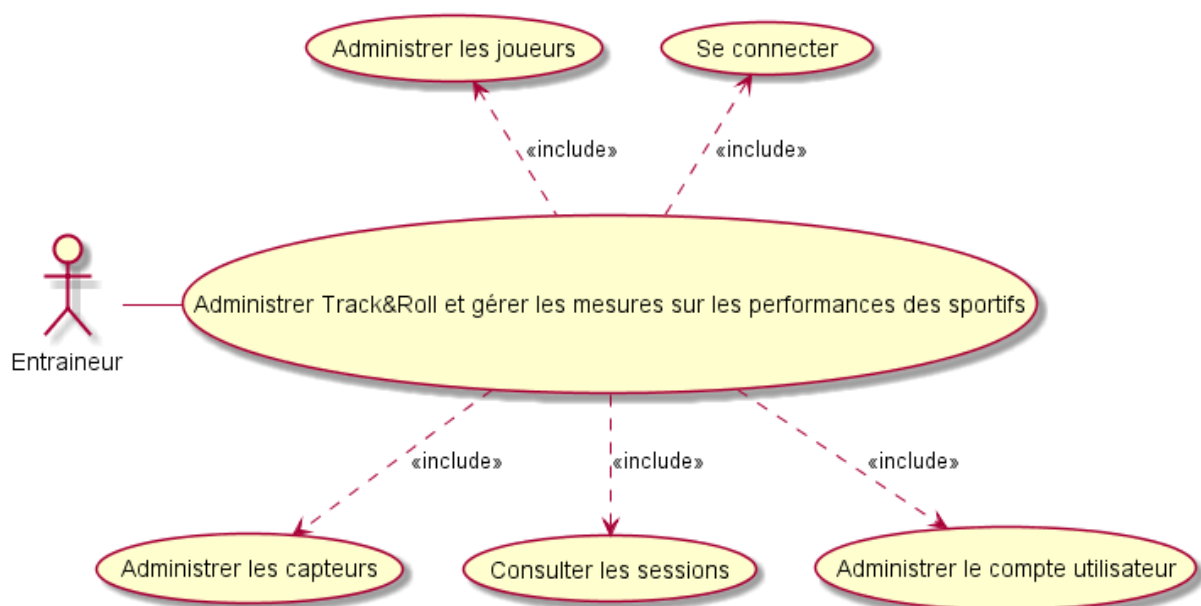 Administrer les joueurs
Se connecter
«include»
«include»
Administrer Track&Roll et gérer les mesures sur les performances des sportifs
Entraineur
«include»
«include»
«include»
Administrer les capteurs
Consulter les sessions
Administrer le compte utilisateur